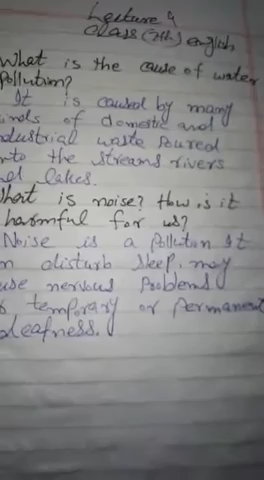 Lecture 9
Class (7th) english
What is the cause of water
Pollution?
It is caused by many
kinds of domestic and
industrial waste Poured
into the streams rivers
and lakes.
What is noise? How is it
harmful for us?
Noise is a Pollution It
can disturb sleep. may
cause nervous Problems
temporary or permanent
deafness.